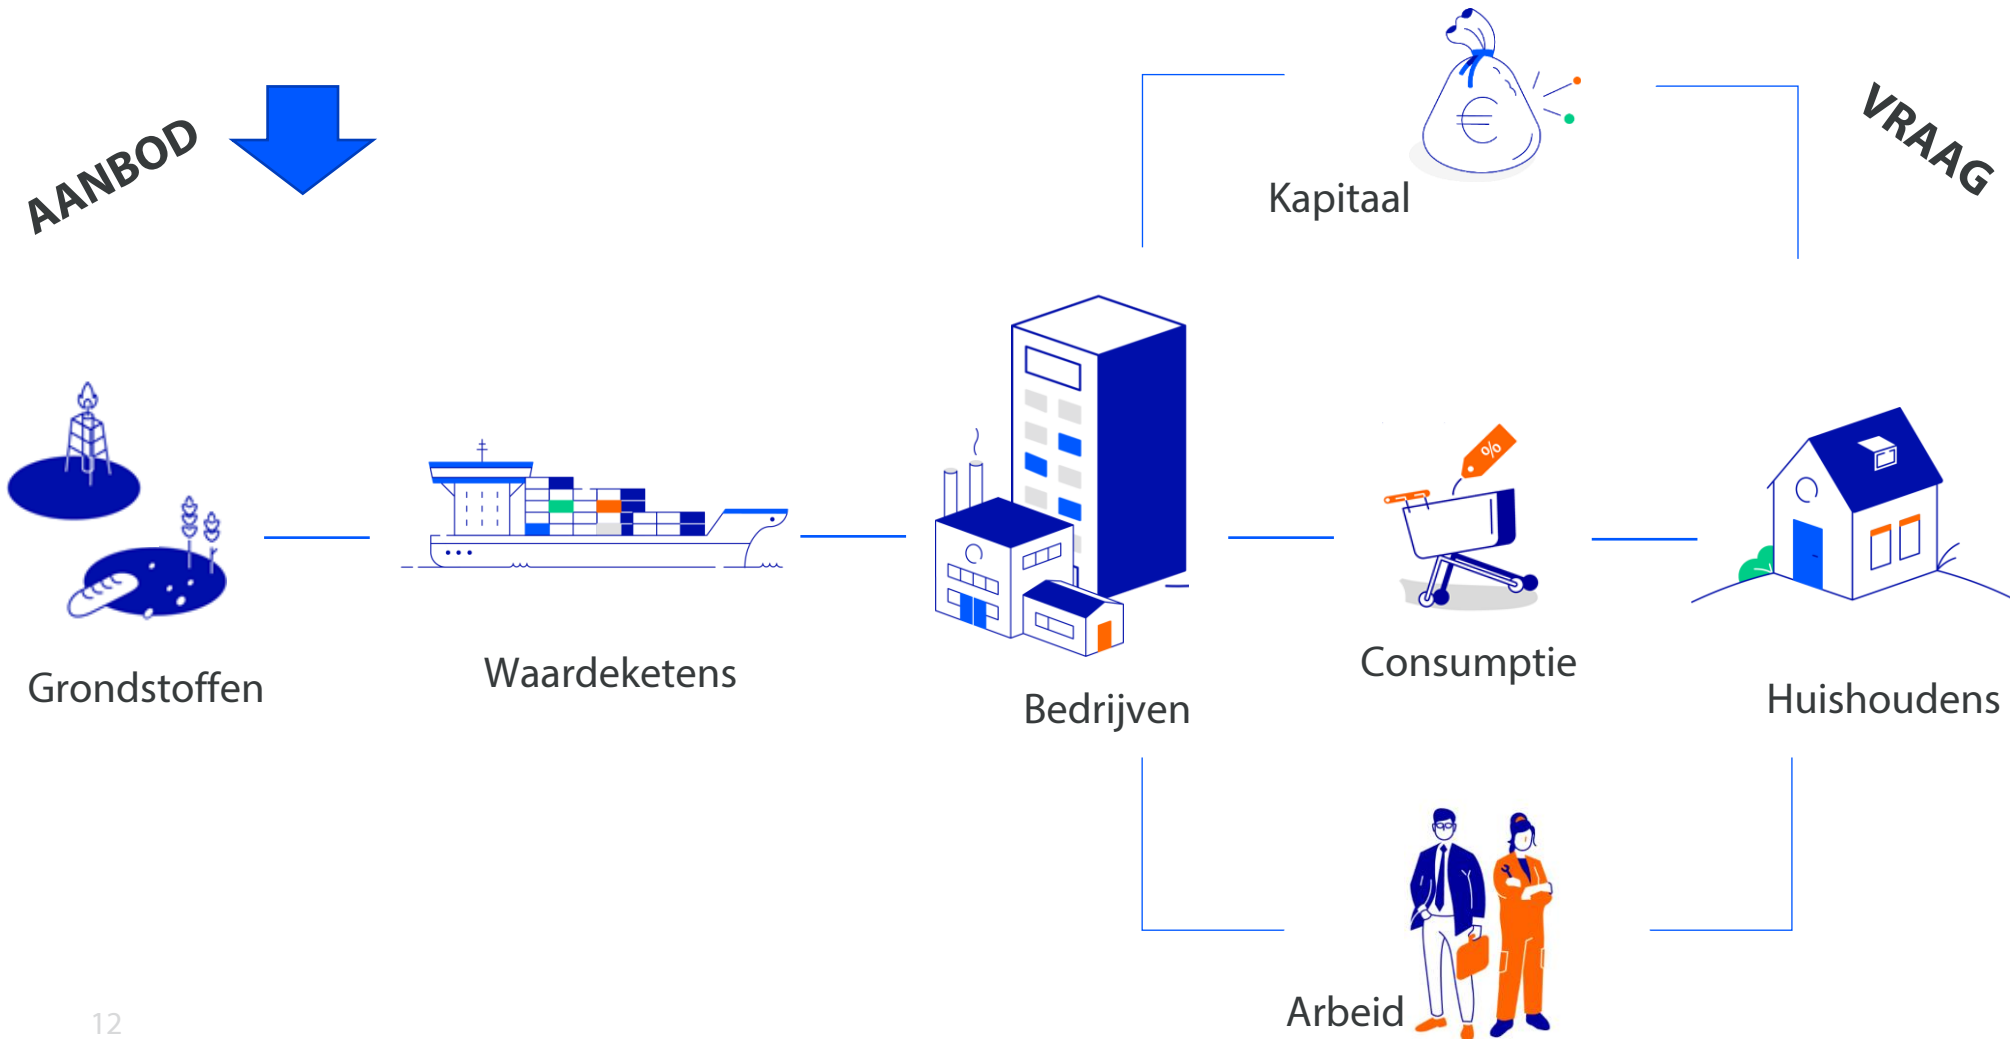 AANBOD
VRAAG
Kapitaal
%
€
Grondstoffen
Waardeketens
Bedrijven
Consumptie
Huishoudens
Arbeid
12